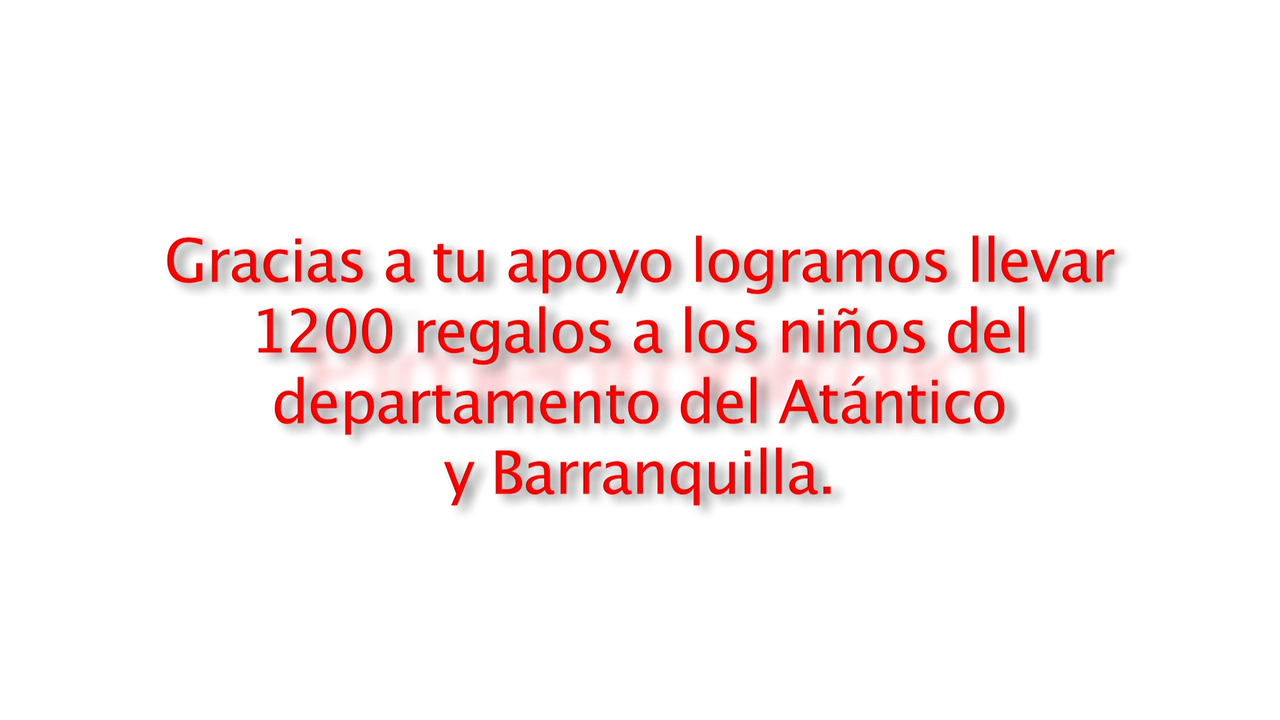 Gracias a tu apoyo logramos llevar
1200 regalos a los niños del
departamento del Atántico
y Barranquilla.